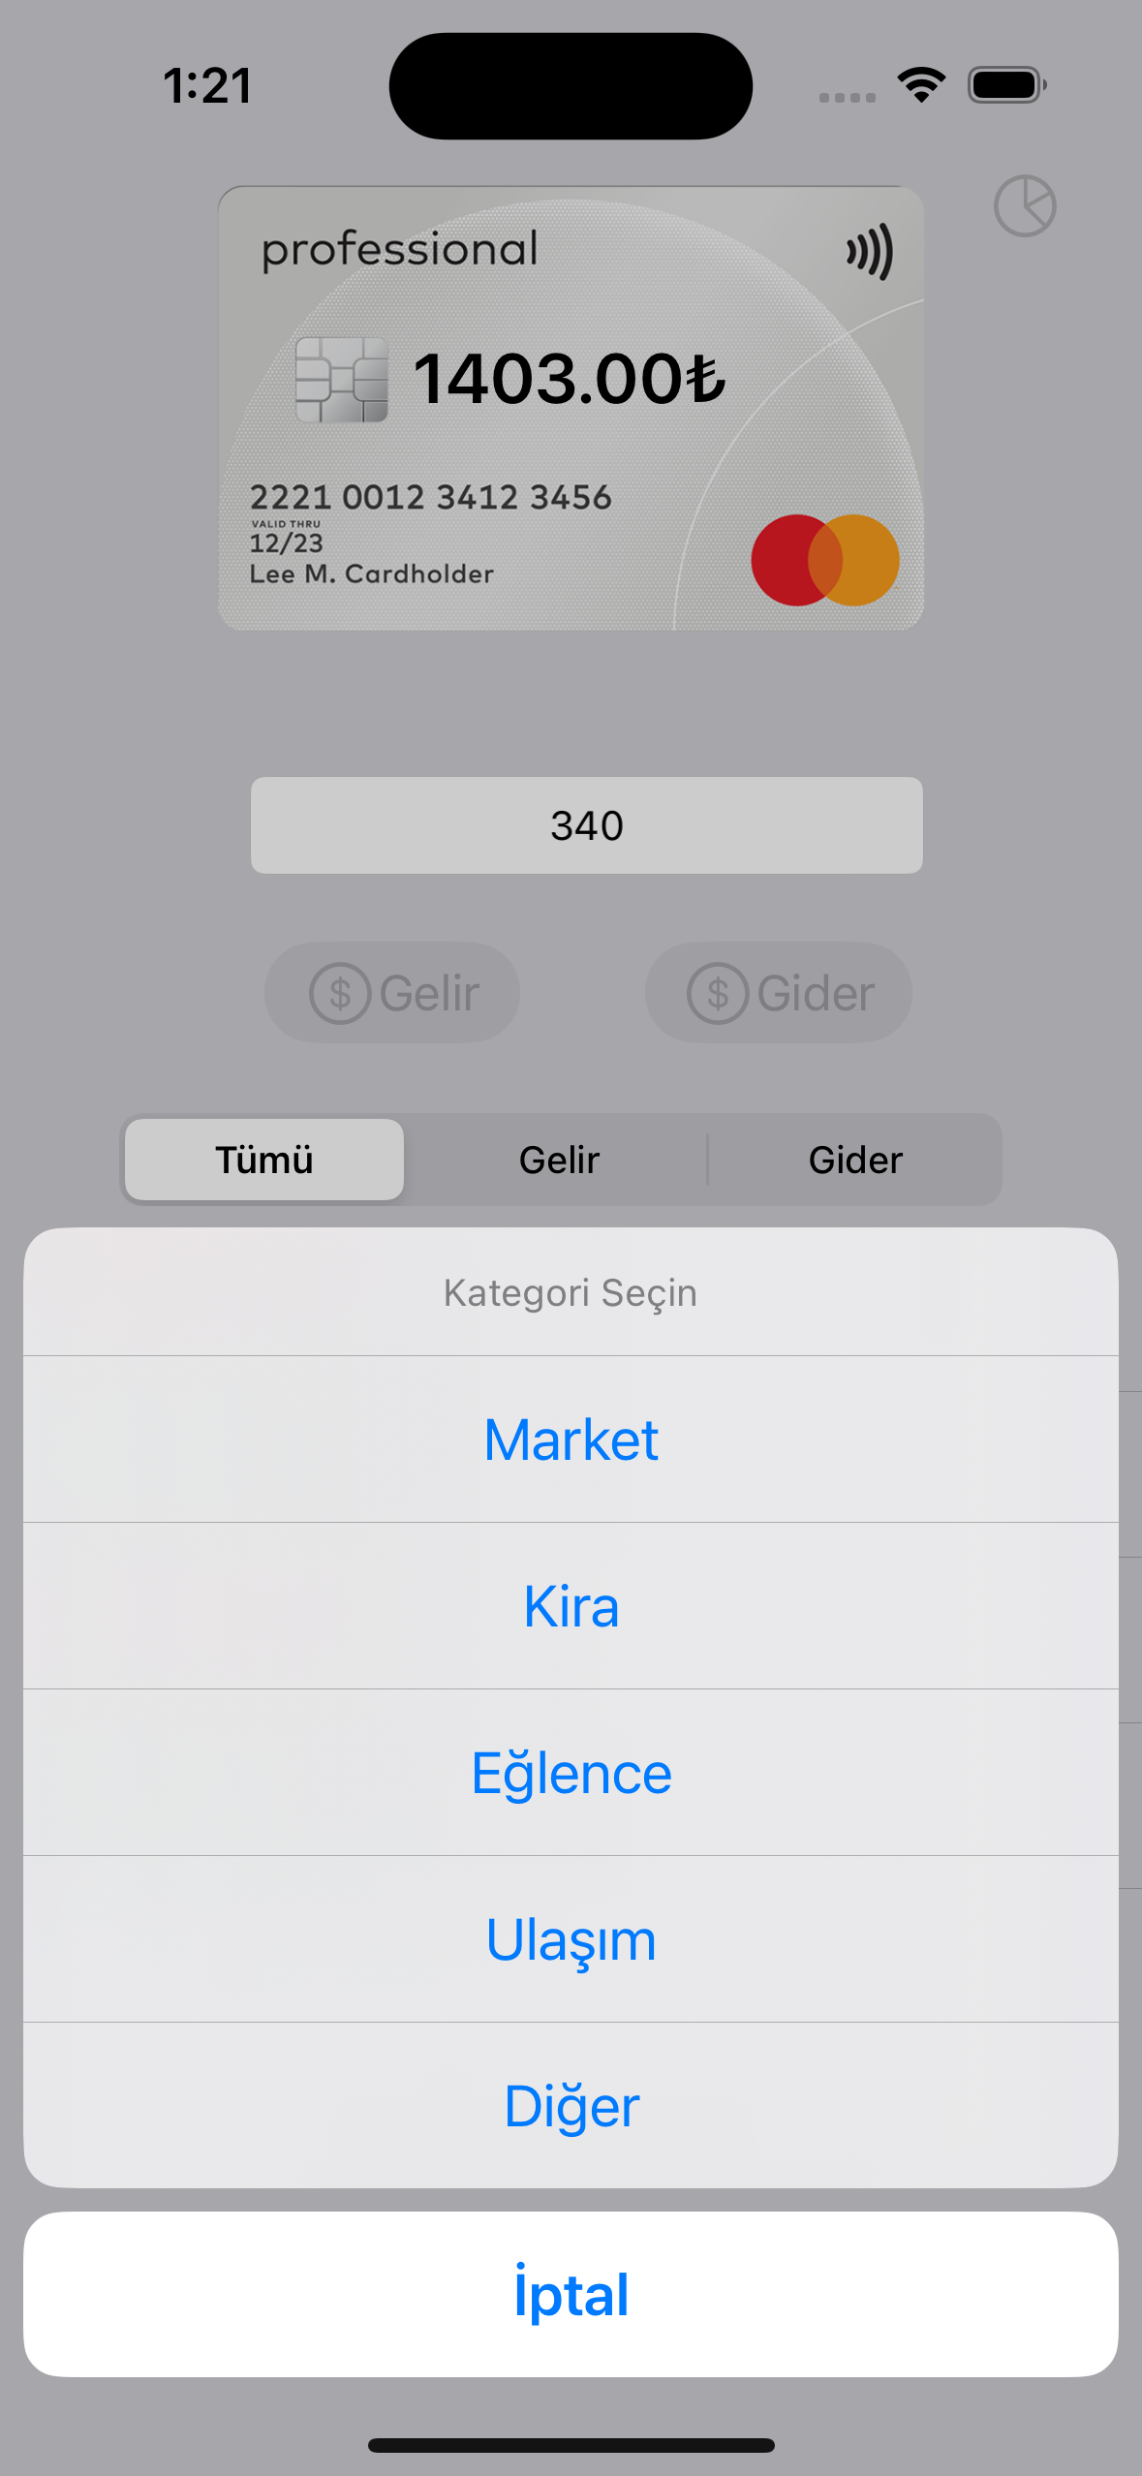 1:21
professional
1403.00₺
2221 0012 3412 3456
VALID THRU
12/23
Lee M. Cardholder
340
$ Gelir
$ Gider
Tümü
Gelir
Gider
Kategori Seçin
Market
Kira
Eğlence
Ulaşım
Diğer
İptal